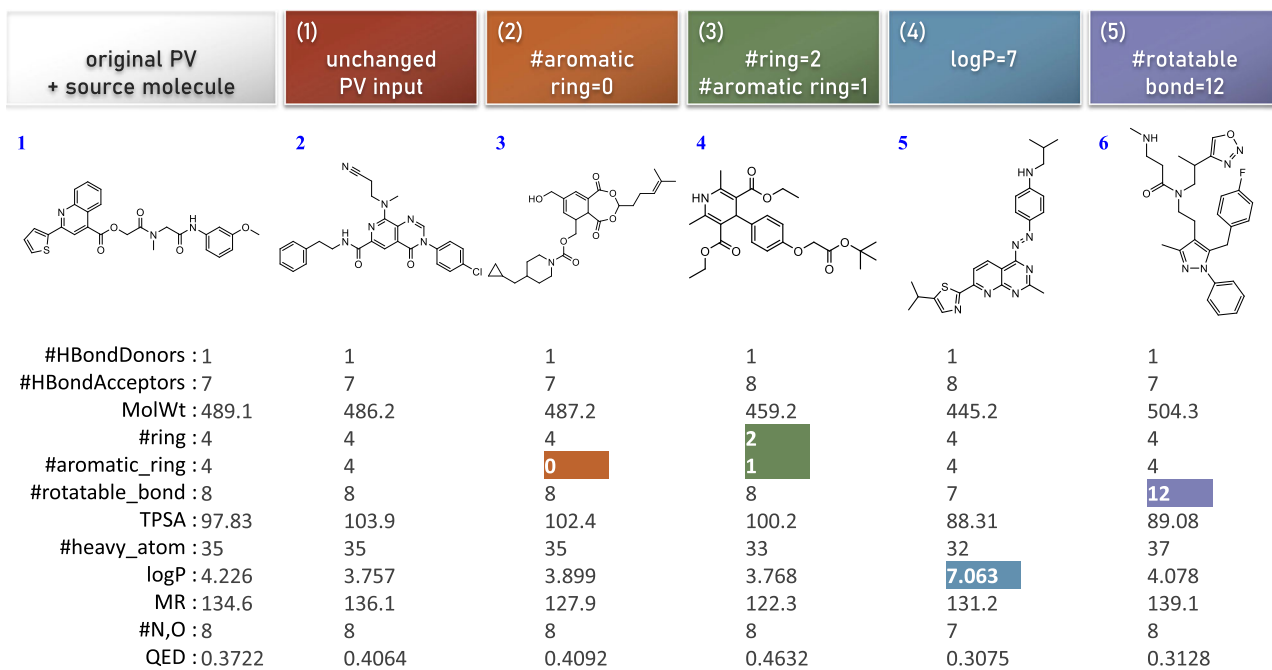 original PV
+ source molecule
(1)
unchanged
PV input
(2)
#aromatic
ring=0
(3)
#ring=2
#aromatic ring=1
(4)
logP=7
(5)
#rotatable
bond=12
1
N
S
O
O
O
N
O
H
N
O
2
N
N
N
N
N
NH
O
O
Cl
3
HO
O
O
O
O
O
O
N
4
HN
O
O
O
O
O
O
O
5
HN
N
N
N
N
N
N
S
N
6
NH
O
N
N
O
N
F
N
N
#HBondDonors : 1 1 1 1 1 1
#HBondAcceptors : 7 7 7 8 8 7
MolWt : 489.1 486.2 487.2 459.2 445.2 504.3
#ring : 4 4 4 2 4 4
#aromatic_ring : 4 4 0 1 4 4
#rotatable_bond : 8 8 8 8 7 12
TPSA : 97.83 103.9 102.4 100.2 88.31 89.08
#heavy_atom : 35 35 35 33 32 37
logP : 4.226 3.757 3.899 3.768 7.063 4.078
MR : 134.6 136.1 127.9 122.3 131.2 139.1
#N,O : 8 8 8 8 7 8
QED : 0.3722 0.4064 0.4092 0.4632 0.3075 0.3128